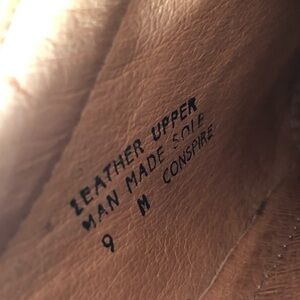 LEATHER UPPER
MAN MADE SOLE
9 M CONSPIRE